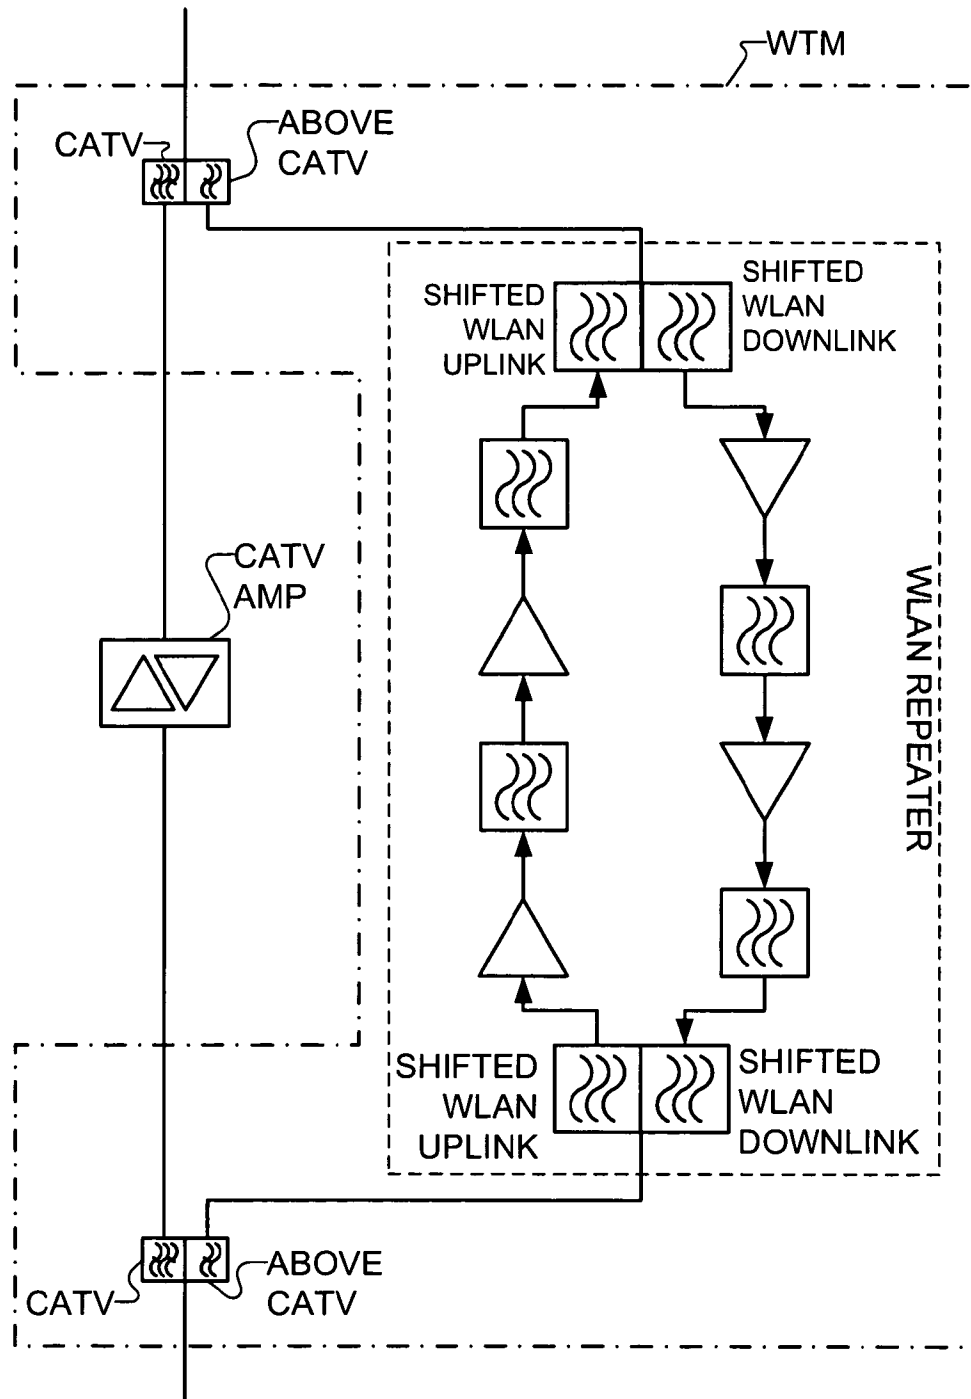 WTM
CATV
ABOVE
CATV
SHIFTED
WLAN
UPLINK
SHIFTED
WLAN
DOWNLINK
CATV
AMP
WLAN REPEATER
SHIFTED
WLAN
UPLINK
SHIFTED
WLAN
DOWNLINK
CATV
ABOVE
CATV